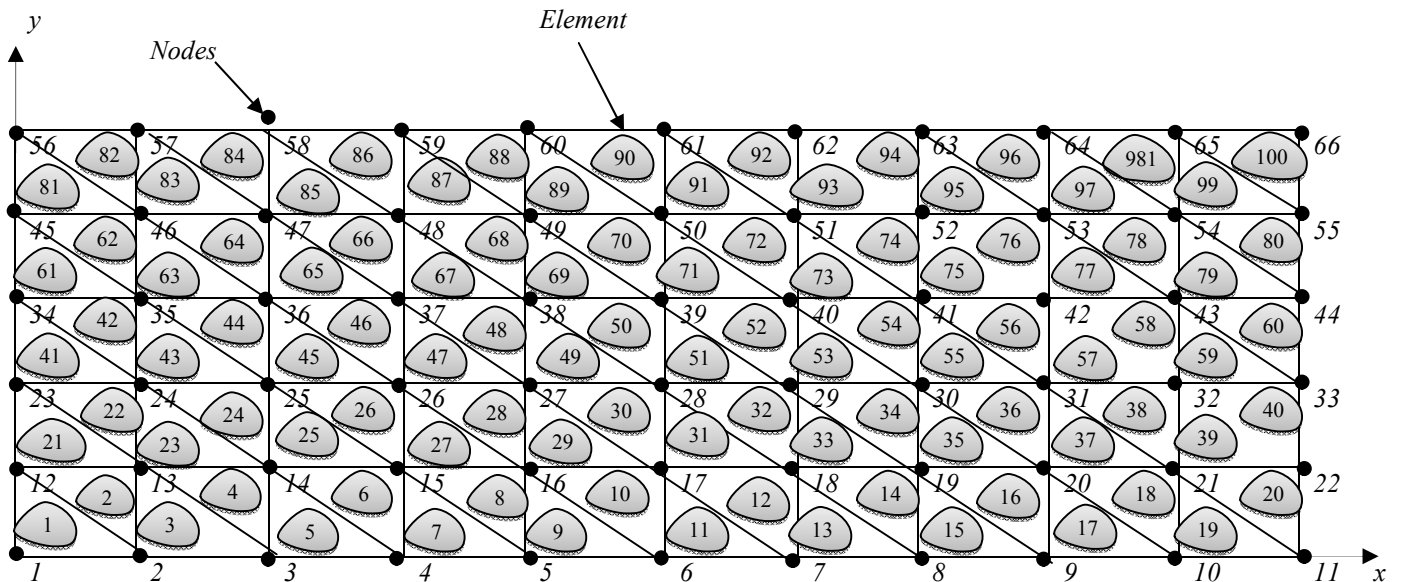 y
Element
Nodes
56 82 57 84 58 86 59 88 60 90 61 92 62 94 63 96 64 981 65 100 66
81 83 85 87 89 91 93 95 97 99
45 62 46 64 47 66 48 68 49 70 50 72 51 74 52 76 53 78 54 80 55
61 63 65 67 69 71 73 75 77 79
34 42 35 44 36 46 37 48 38 50 39 52 40 54 41 56 42 58 43 60 44
41 43 45 47 49 51 53 55 57 59
23 22 24 24 25 26 26 28 27 30 28 32 29 34 30 36 31 38 32 40 33
21 23 25 27 29 31 33 35 37 39
12 2 13 4 14 6 15 8 16 10 17 12 18 14 19 16 20 18 21 20 22
1 3 5 7 9 11 13 15 17 19
1 2 3 4 5 6 7 8 9 10 11 x